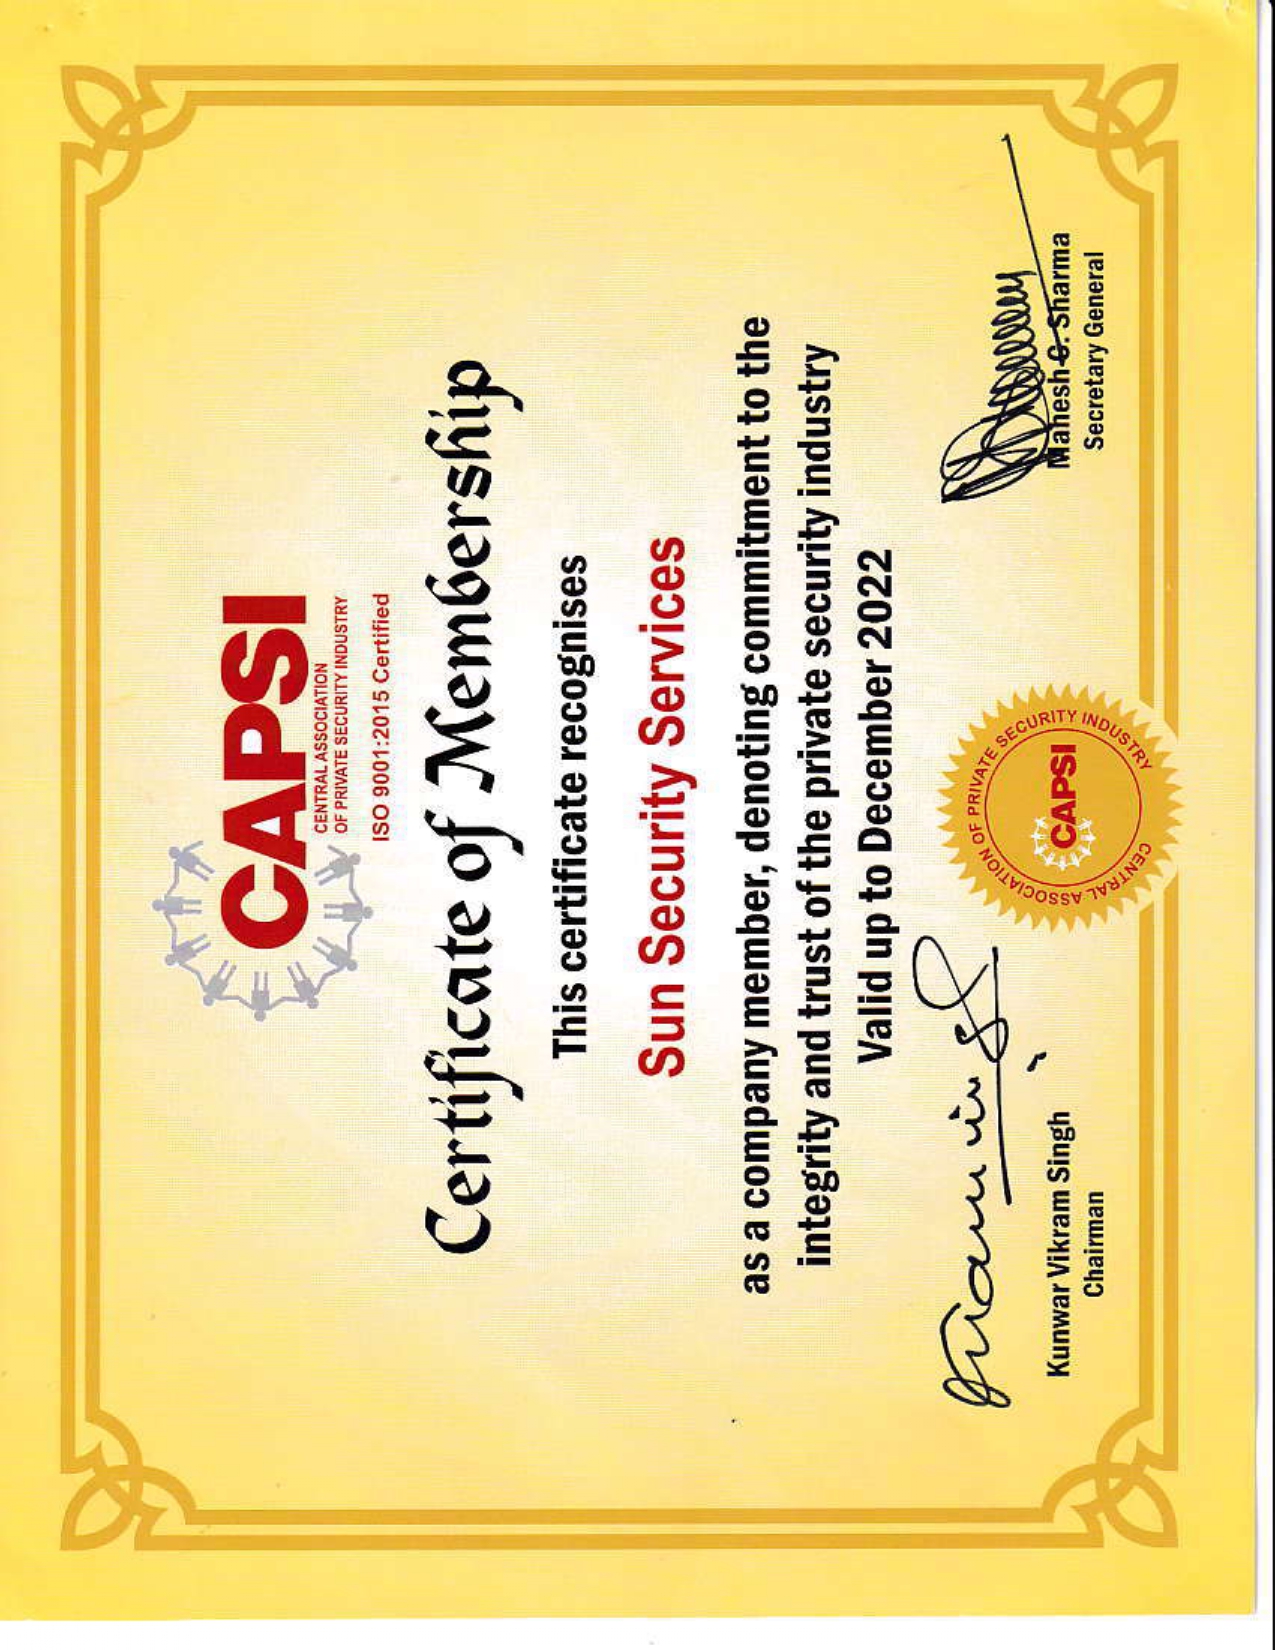 CAPSI
CENTRAL ASSOCIATION
OF PRIVATE SECURITY INDUSTRY
ISO 9001:2015 Certified
Certificate of Membership
This certificate recognises
Sun Security Services
as a company member, denoting commitment to the
integrity and trust of the private security industry
Valid up to December 2022
Kunwar Vikram Singh
Chairman
CENTRAL ASSOCIATION OF PRIVATE SECURITY INDUSTRY
CAPSI
Mahesh C. Sharma
Secretary General